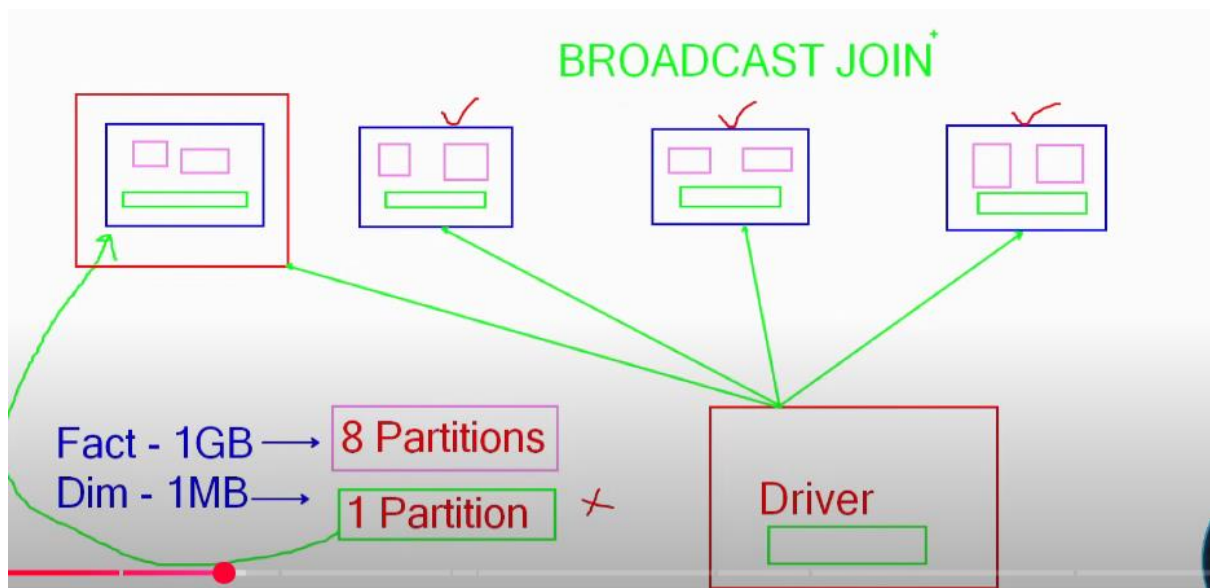 BROADCAST JOIN
Fact - 1GB → 8 Partitions
Dim - 1MB → 1 Partition
Driver